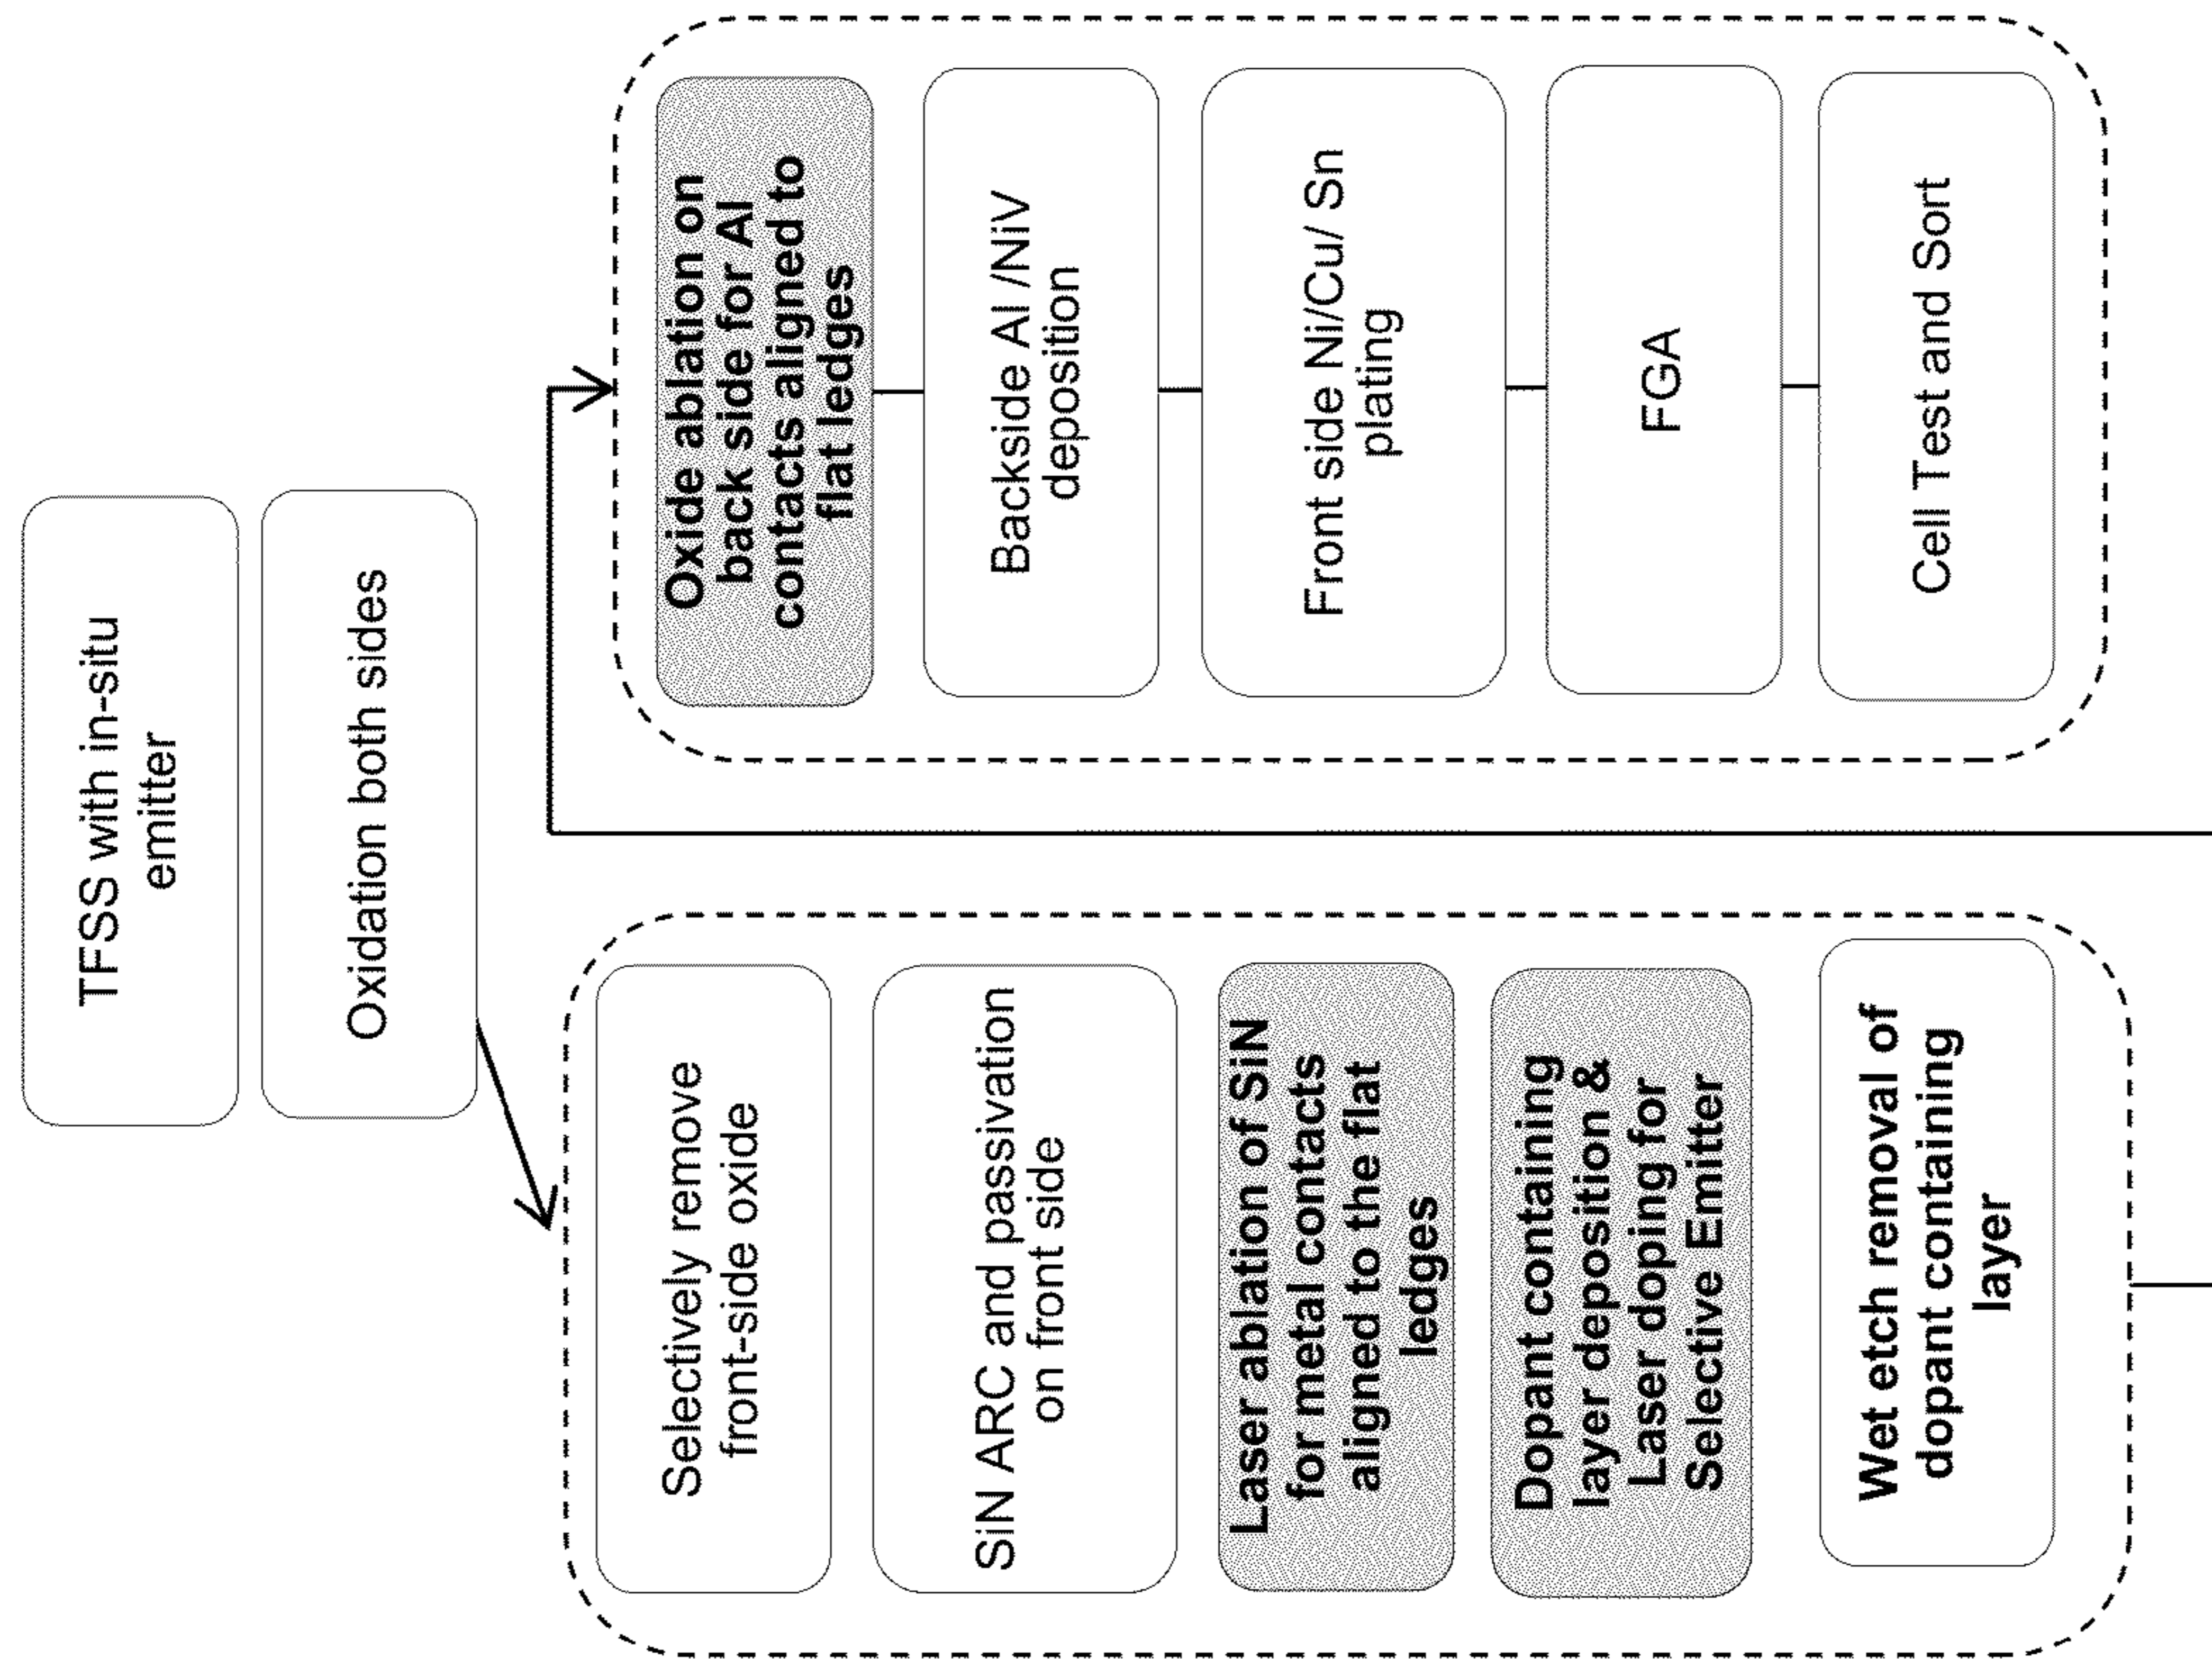 TFSS with in-situ
emitter
Oxidation both sides
Selectively remove
front-side oxide
SiN ARC and passivation
on front side
Laser ablation of SiN
for metal contacts
aligned to the flat
ledges
Dopant containing
layer deposition &
Laser doping for
Selective Emitter
Wet etch removal of
dopant containing
layer
Oxide ablation on
back side for Al
contacts aligned to
flat ledges
Backside Al /NiV
deposition
Front side Ni/Cu/ Sn
plating
FGA
Cell Test and Sort